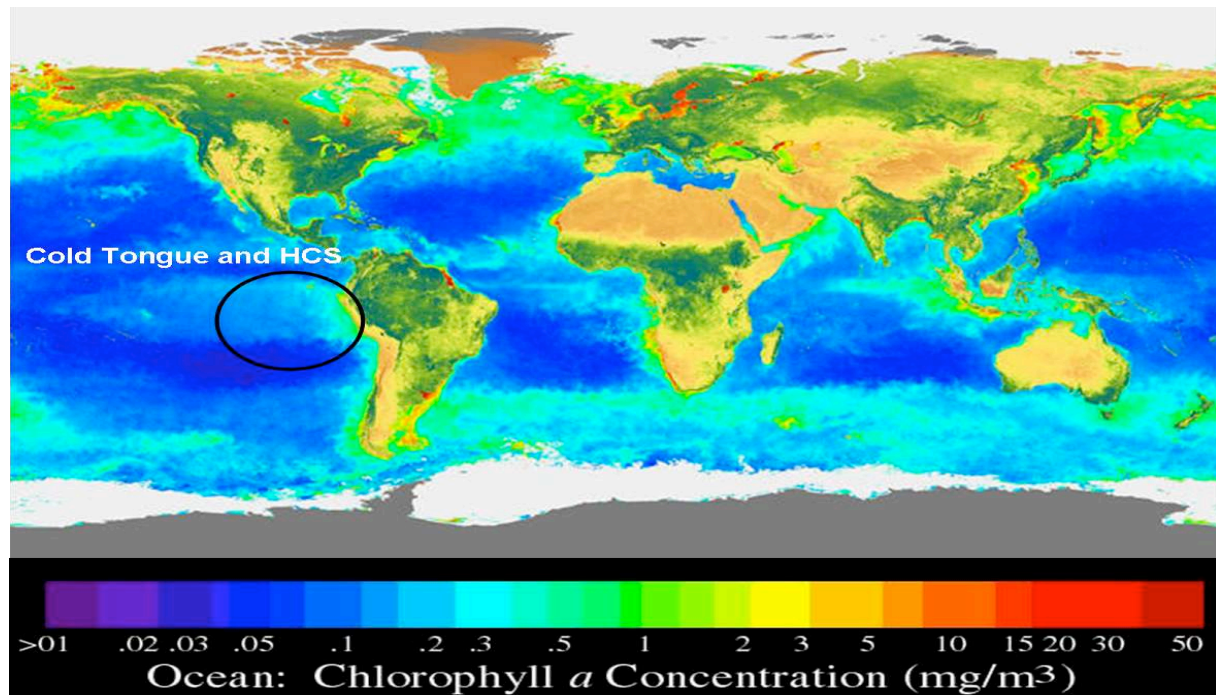 Cold Tongue and HCS
>01 .02 .03 .05 .1 .2 .3 .5 1 2 3 5 10 15 20 30 50
Ocean: Chlorophyll a Concentration (mg/m³)